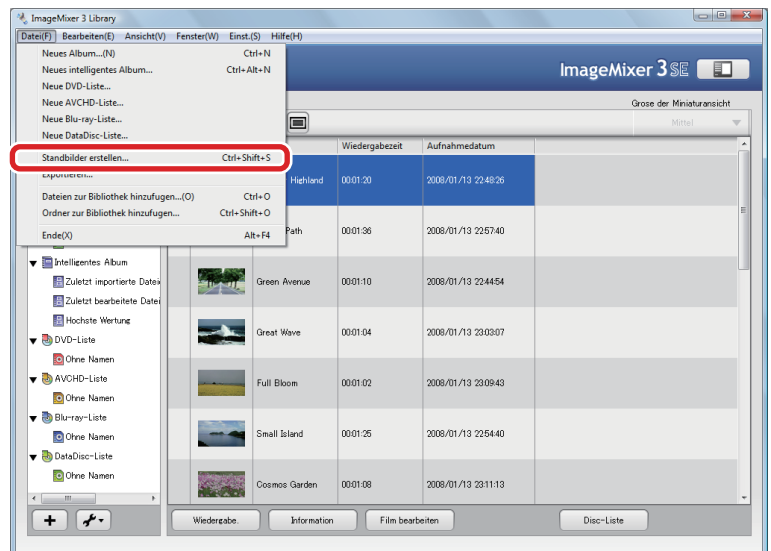 ImageMixer 3 Library
Datei(F) Bearbeiten(E) Ansicht(V) Fenster(W) Einst.(S) Hilfe(H)
Neues Album...(N) Ctrl+N
Neues intelligentes Album... Ctrl+Alt+N
Neue DVD-Liste...
Neue AVCHD-Liste...
Neue Blu-ray-Liste...
Neue DataDisc-Liste...
Standbilder erstellen... Ctrl+Shift+S
Exportieren...
Dateien zur Bibliothek hinzufugen...(O) Ctrl+O
Ordner zur Bibliothek hinzufugen... Ctrl+Shift+O
Ende(X) Alt+F4
ImageMixer 3 SE
Grose der Miniaturansicht
Mittel
Wiedergabezeit Aufnahmedatum
Highland 00:01:20 2008/01/13 22:48:26
Path 00:01:36 2008/01/13 22:57:40
Green Avenue 00:01:10 2008/01/13 22:44:54
Great Wave 00:01:04 2008/01/13 23:03:07
Full Bloom 00:01:02 2008/01/13 23:09:43
Small Island 00:01:25 2008/01/13 22:54:40
Cosmos Garden 00:01:08 2008/01/13 23:11:13
Intelligentes Album
Zuletzt importierte Datei
Zuletzt bearbeitete Datei
Hochste Wertung
DVD-Liste
Ohne Namen
AVCHD-Liste
Ohne Namen
Blu-ray-Liste
Ohne Namen
DataDisc-Liste
Ohne Namen
Wiedergabe. Information Film bearbeiten Disc-Liste